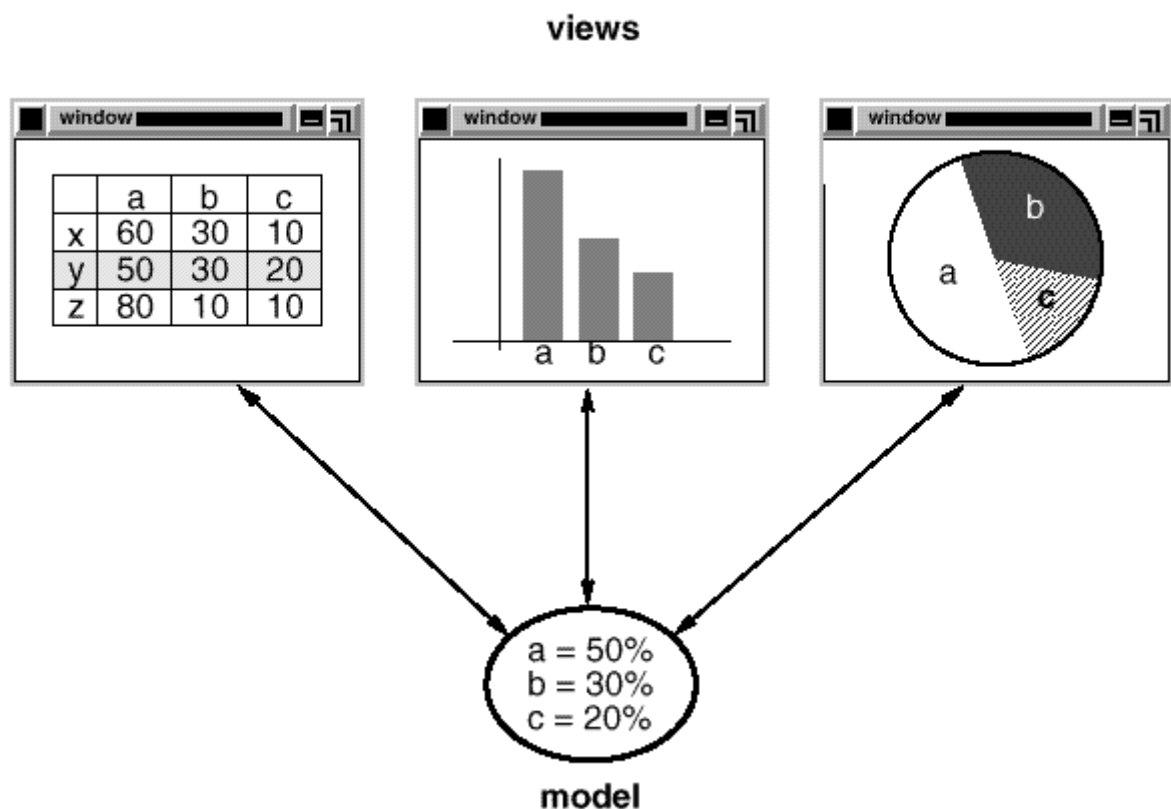 views
window
window
window
a b c
x 60 30 10
y 50 30 20
z 80 10 10
a b c
b
a
c
a = 50%
b = 30%
c = 20%
model